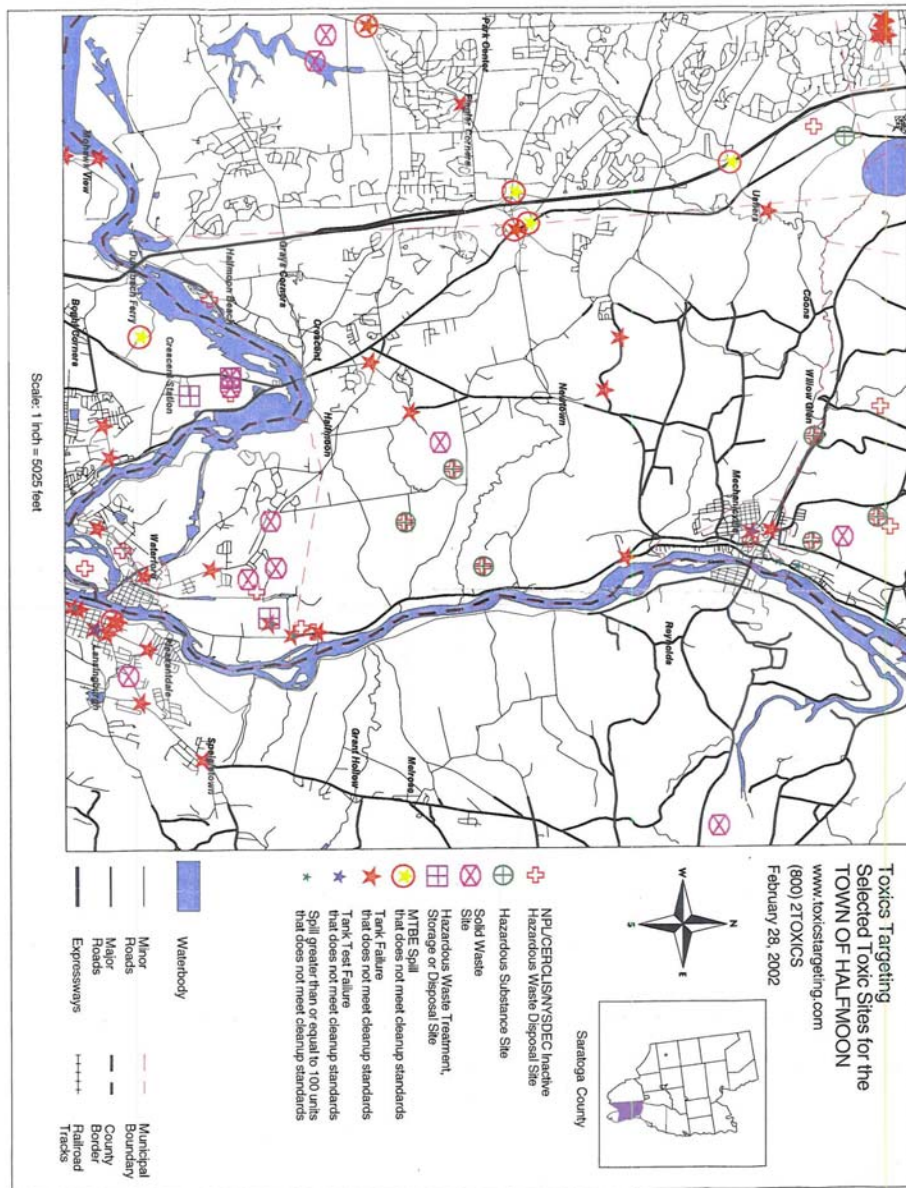 Toxics Targeting
Selected Toxic Sites for the
TOWN OF HALFMOON
www.toxicstargeting.com
(800) 2TOXICS
February 28, 2002
N
W
E
S
Saratoga County
NPL/CERCLIS/NYSDEC Inactive
Hazardous Waste Disposal Site
Hazardous Substance Site
Solid Waste
Site
Hazardous Waste Treatment,
Storage or Disposal Site
MTBE Spill
that does not meet cleanup standards
Tank Failure
that does not meet cleanup standards
Tank Test Failure
that does not meet cleanup standards
Spill greater than or equal to 100 units
that does not meet cleanup standards
Waterbody
Minor
Roads
Major
Roads
Expressways
Municipal
Boundary
County
Border
Railroad
Tracks
Park Center
Ushers
Coons
Willow Glen
Mechanicville
Reynolds
Newtown
Crescent
Halfmoon
Grays Corners
Halfmoon Beach
Mohawk View
Dunsbach Ferry
Boght Corners
Crescent Station
Waterford
Lansingburgh
Pleasantdale
Speigletown
Grant Hollow
Melrose
Scale: 1 inch = 5025 feet